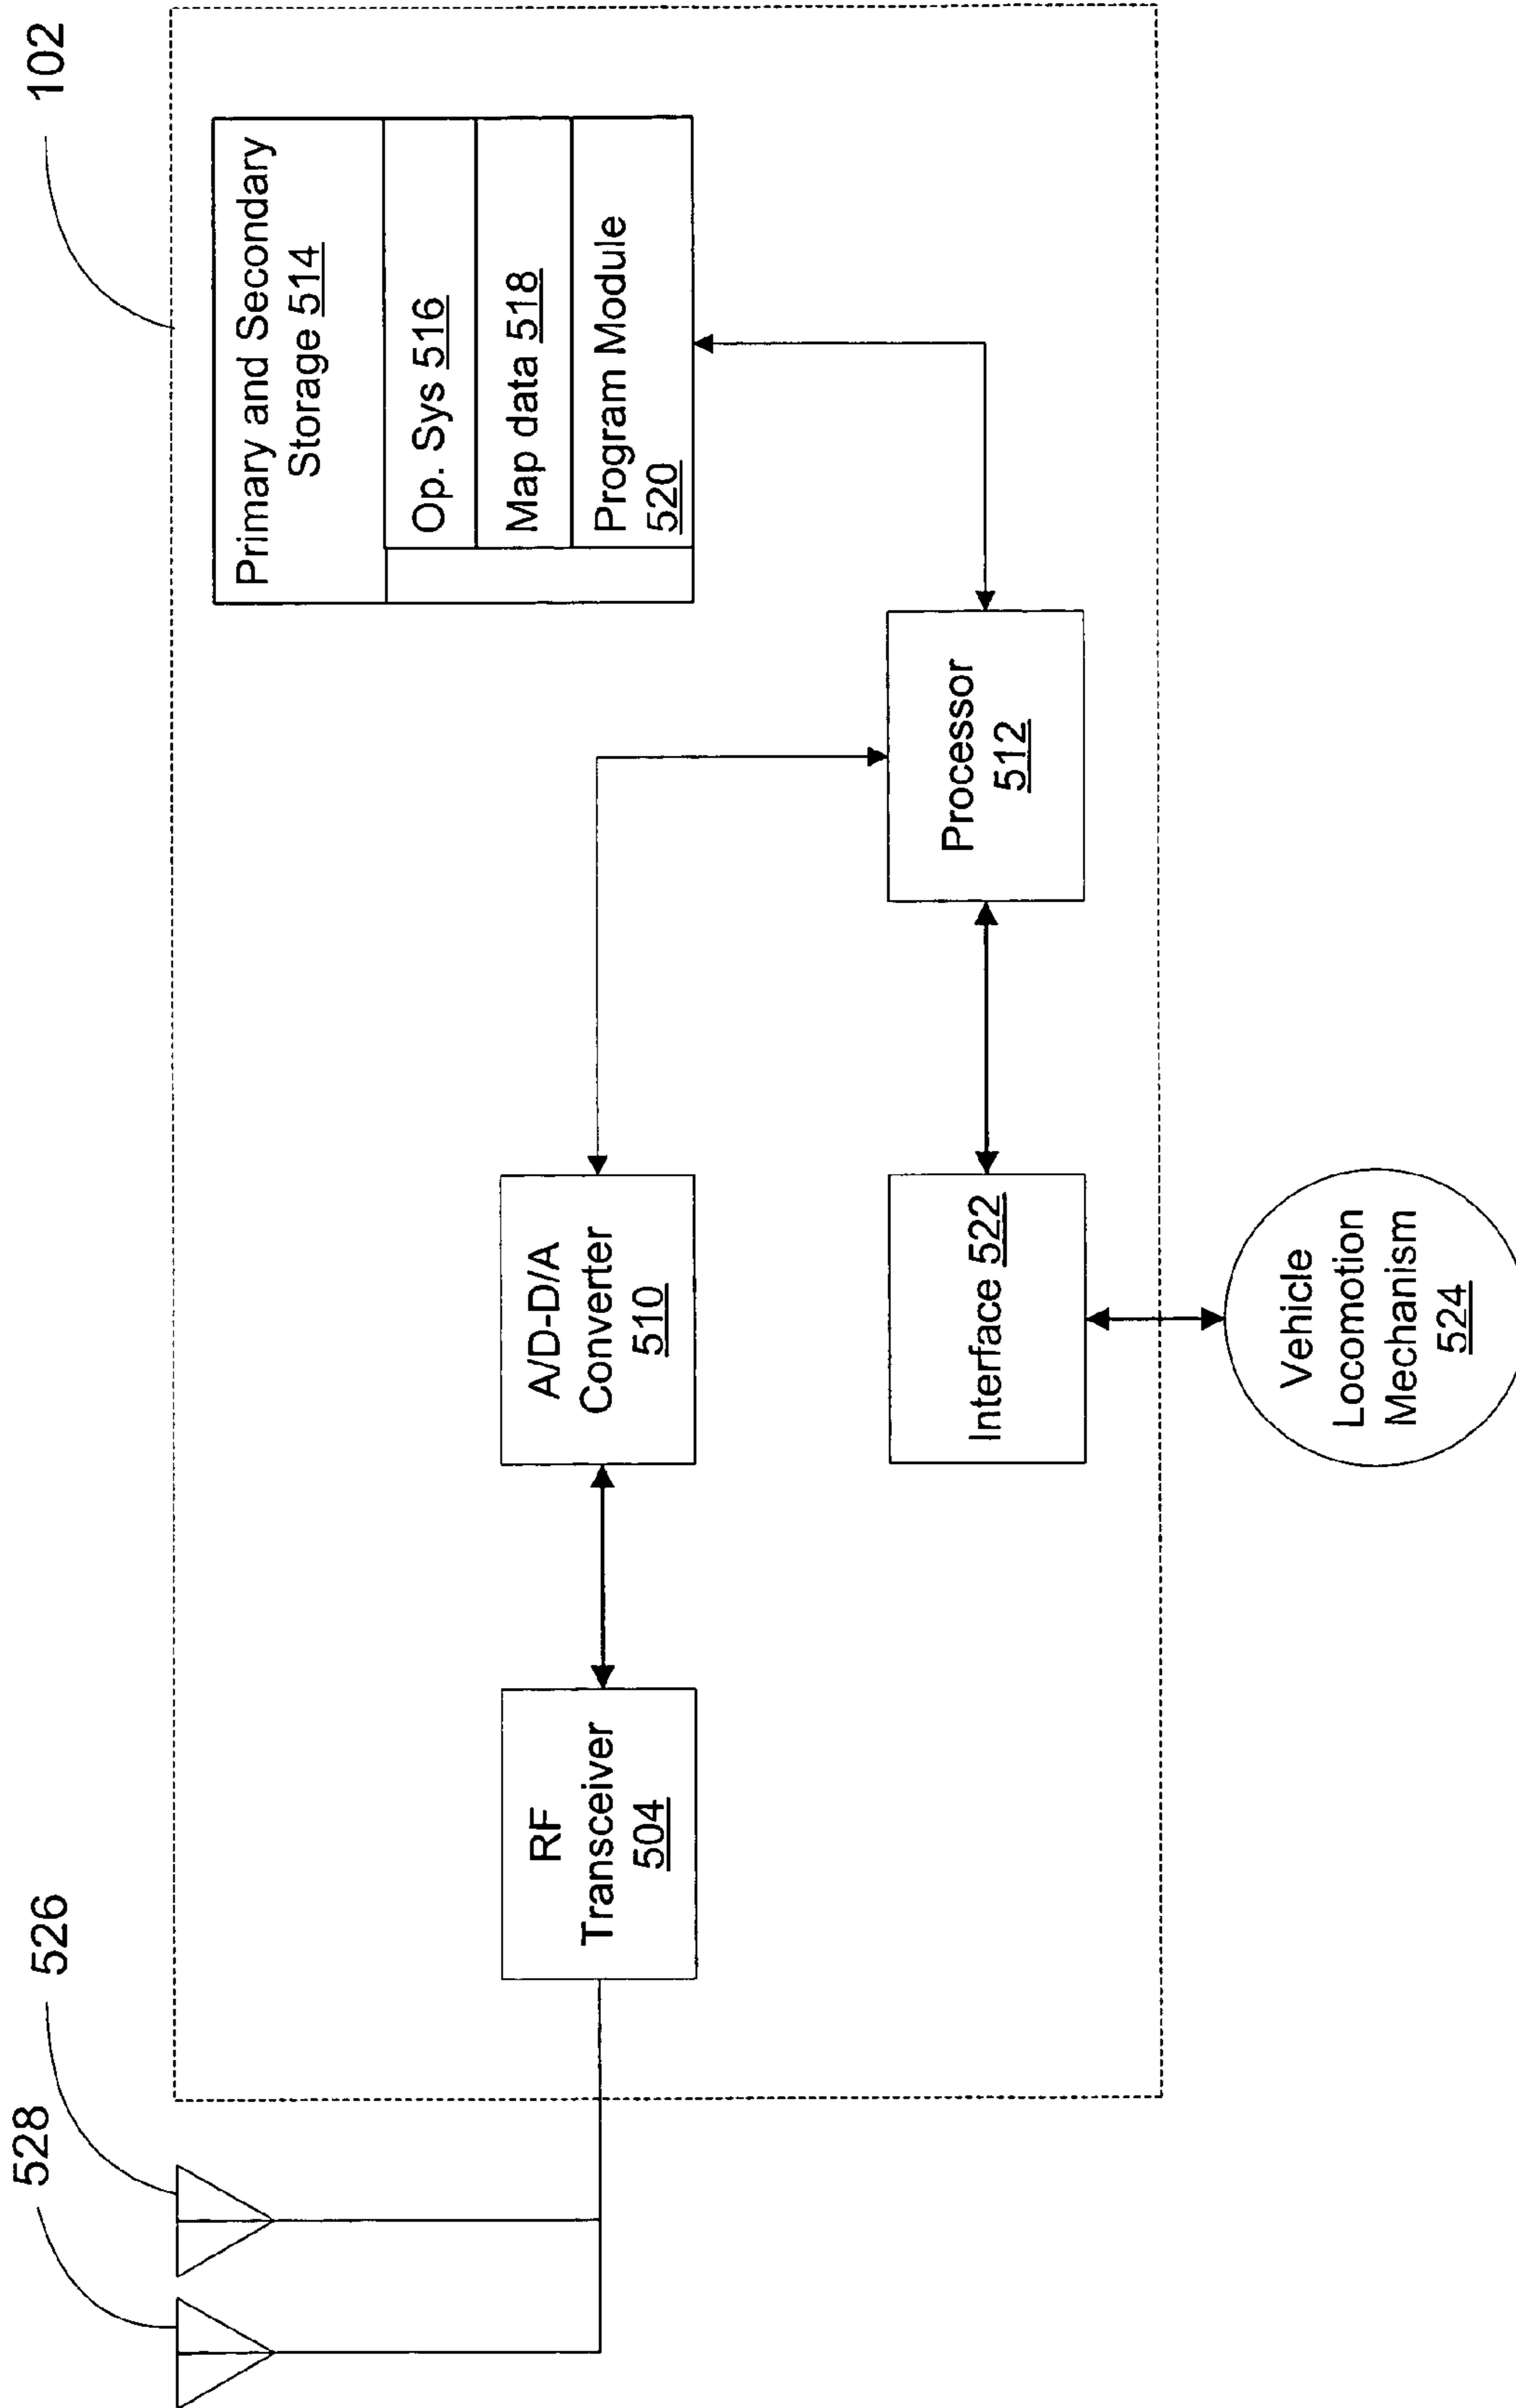 102
Primary and Secondary
Storage 514
Op. Sys 516
Map data 518
Program Module
520
526
528
RF
Transceiver
504
A/D-D/A
Converter
510
Processor
512
Interface 522
Vehicle
Locomotion
Mechanism
524